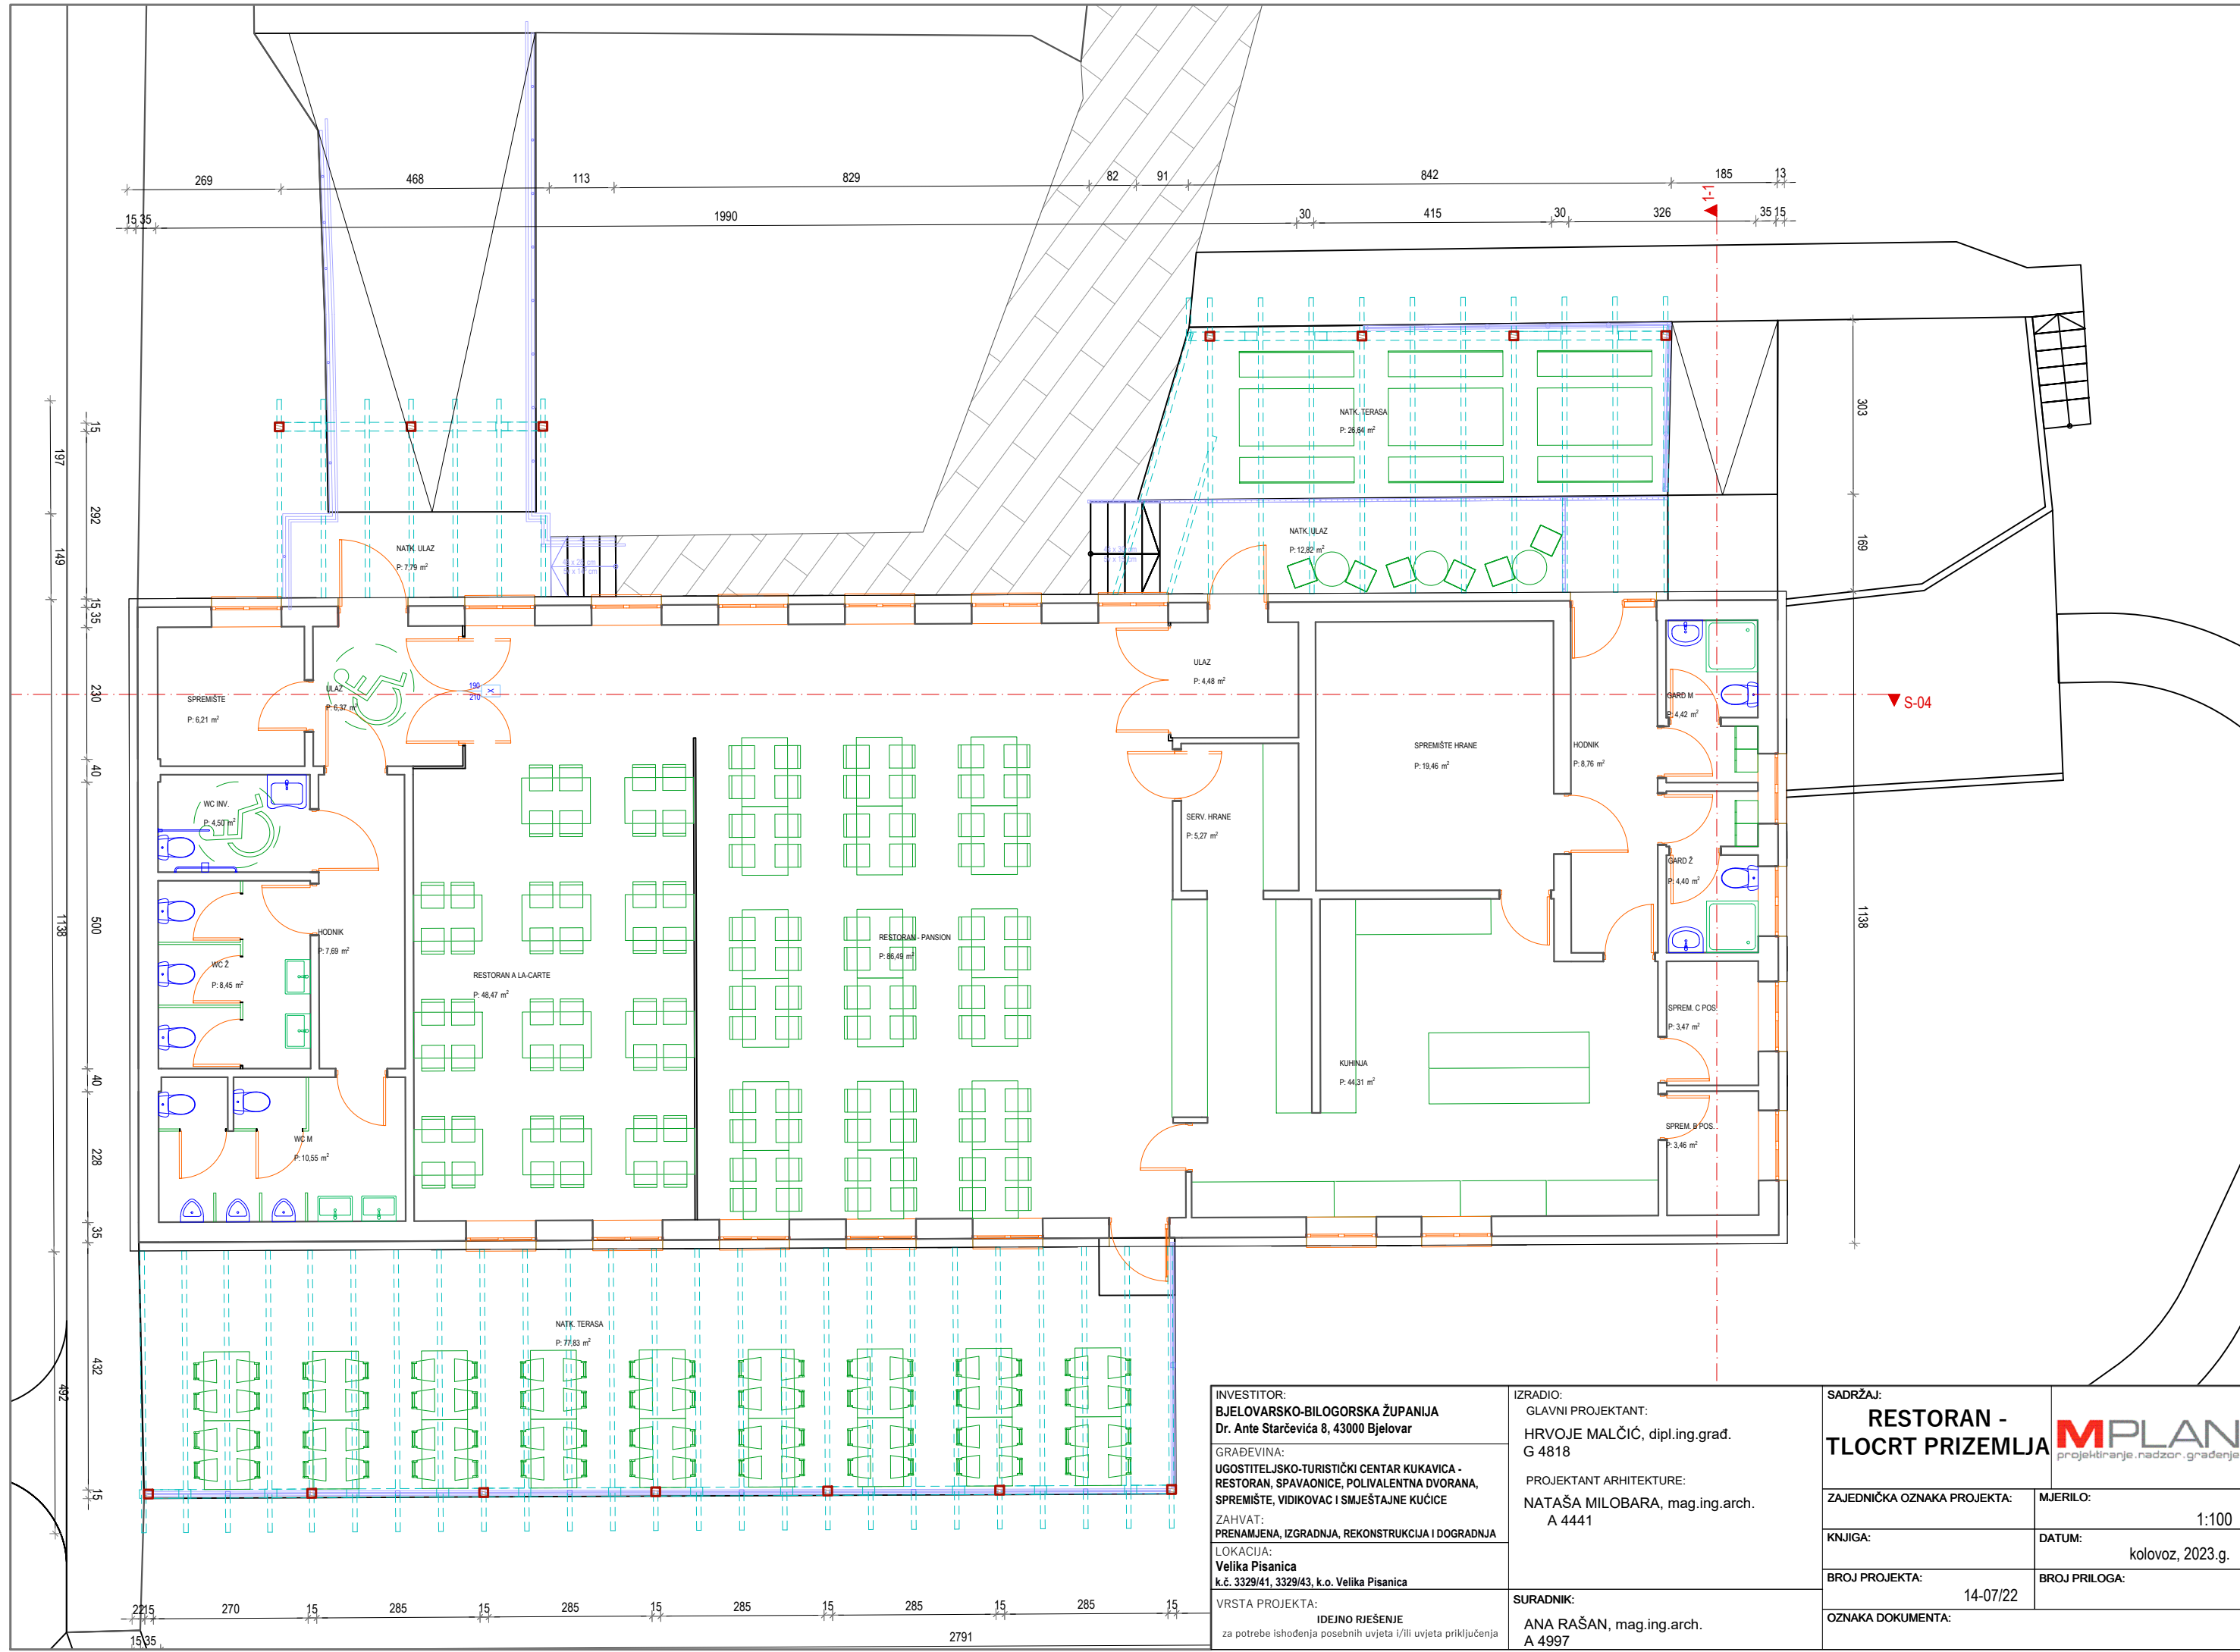 269
468
113
829
82
91
842
185
13
15 35
1990
30
415
30
326
35 15
1-1
S-04
NATK. TERASA
P: 26,64 m²
NATK. ULAZ
P: 7,79 m²
NATK. ULAZ
P: 12,82 m²
303
169
1138
15
197
292
149
15 35
230
40
500
1138
40
228
35
432
492
15
SPREMIŠTE
P: 6,21 m²
ULAZ
P: 6,37 m²
190
210
X
ULAZ
P: 4,48 m²
SPREMIŠTE HRANE
P: 19,46 m²
HODNIK
P: 8,76 m²
GARD M
P: 4,42 m²
WC INV.
P: 4,50 m²
SERV. HRANE
P: 5,27 m²
GARD Ž
P: 4,40 m²
HODNIK
P: 7,69 m²
WC Ž
P: 8,45 m²
RESTORAN A LA-CARTE
P: 48,47 m²
RESTORAN - PANSION
P: 86,49 m²
SPREM. C POS.
P: 3,47 m²
KUHINJA
P: 44,31 m²
WC M
P: 10,55 m²
SPREM. B POS.
P: 3,46 m²
NATK. TERASA
P: 77,83 m²
22 15
270
15
285
15
285
15
285
15
285
15
285
15
15 35
2791
INVESTITOR:
BJELOVARSKO-BILOGORSKA ŽUPANIJA
Dr. Ante Starčevića 8, 43000 Bjelovar
GRAĐEVINA:
UGOSTITELJSKO-TURISTIČKI CENTAR KUKAVICA -
RESTORAN, SPAVAONICE, POLIVALENTNA DVORANA,
SPREMIŠTE, VIDIKOVAC I SMJEŠTAJNE KUĆICE
ZAHVAT:
PRENAMJENA, IZGRADNJA, REKONSTRUKCIJA I DOGRADNJA
LOKACIJA:
Velika Pisanica
k.č. 3329/41, 3329/43, k.o. Velika Pisanica
VRSTA PROJEKTA:
IDEJNO RJEŠENJE
za potrebe ishođenja posebnih uvjeta i/ili uvjeta priključenja
IZRADIO:
GLAVNI PROJEKTANT:
HRVOJE MALČIĆ, dipl.ing.građ.
G 4818
PROJEKTANT ARHITEKTURE:
NATAŠA MILOBARA, mag.ing.arch.
A 4441
SURADNIK:
ANA RAŠAN, mag.ing.arch.
A 4997
SADRŽAJ:
RESTORAN -
TLOCRT PRIZEMLJA
MPLAN
projektiranje.nadzor.građenje
ZAJEDNIČKA OZNAKA PROJEKTA:
MJERILO:
1:100
KNJIGA:
DATUM:
kolovoz, 2023.g.
BROJ PROJEKTA:
14-07/22
BROJ PRILOGA:
OZNAKA DOKUMENTA: